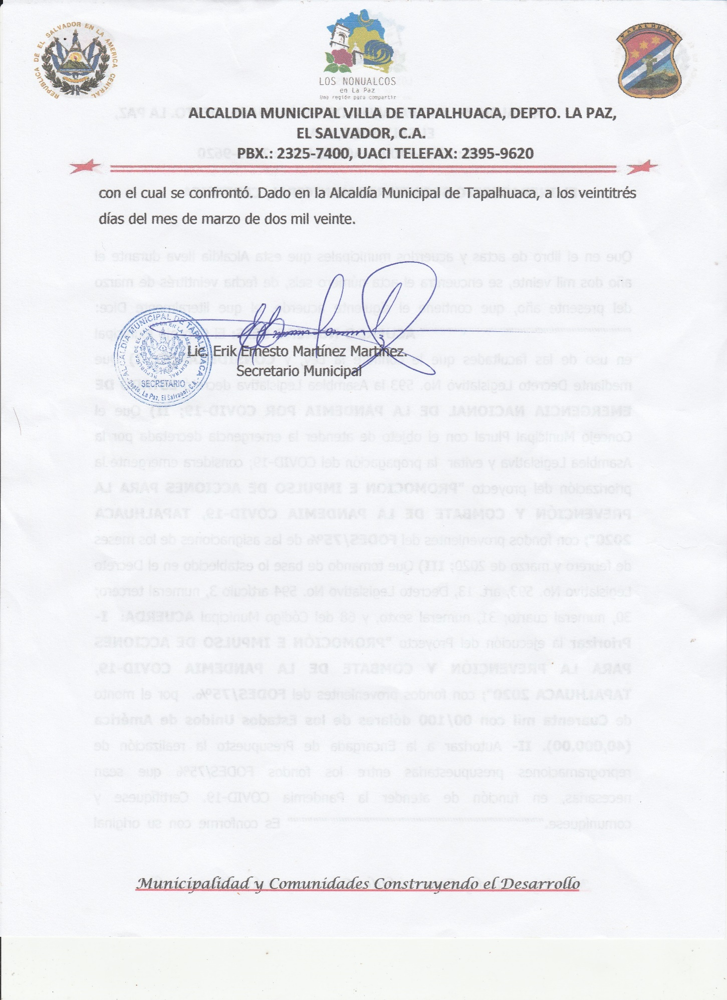 REPUBLICA DE EL SALVADOR EN LA AMERICA CENTRAL
LOS NONUALCOS
en La Paz
Una región para compartir
TAPALHUACA
ALCALDIA MUNICIPAL VILLA DE TAPALHUACA, DEPTO. LA PAZ,
EL SALVADOR, C.A.
PBX.: 2325-7400, UACI TELEFAX: 2395-9620
con el cual se confrontó. Dado en la Alcaldía Municipal de Tapalhuaca, a los veintitrés
días del mes de marzo de dos mil veinte.
Lic. Erik Ernesto Martínez Martínez.
Secretario Municipal
ALCALDIA MUNICIPAL DE TAPALHUACA
REPUBLICA DE EL SALVADOR EN LA AMERICA CENTRAL
SECRETARIO
Depto. La Paz, El Salvador, C.A.
Municipalidad y Comunidades Construyendo el Desarrollo